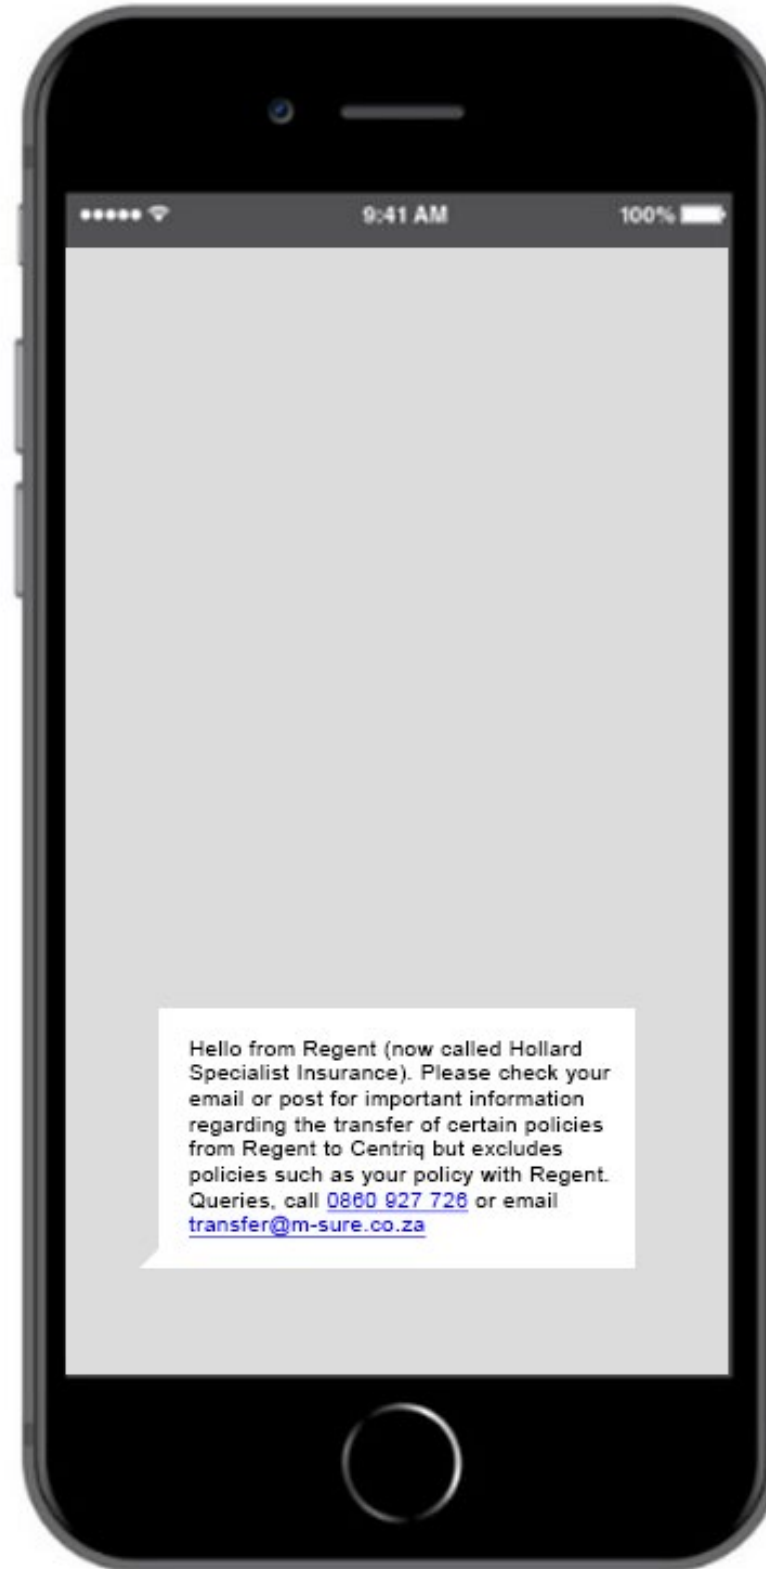 9:41 AM 100%
Hello from Regent (now called Hollard
Specialist Insurance). Please check your
email or post for important information
regarding the transfer of certain policies
from Regent to Centriq but excludes
policies such as your policy with Regent.
Queries, call 0860 927 726 or email
transfer@m-sure.co.za